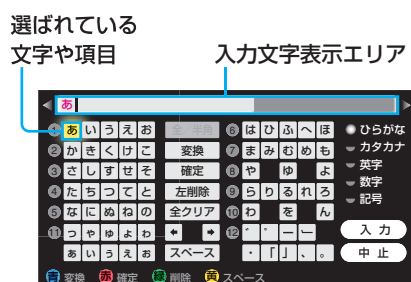 選ばれている
文字や項目
入力文字表示エリア
あ
① あ い う え お 全/半角 ⑥ は ひ ふ へ ほ ひらがな
② か き く け こ 変換 ⑦ ま み む め も カタカナ
③ さ し す せ そ 確定 ⑧ や ゆ よ 英字
④ た ち つ て と 左削除 ⑨ ら り る れ ろ 数字
⑤ な に ぬ ね の 全クリア ⑩ わ を ん 記号
⑪ っ ゃ ゅ ょ ゎ ← → ⑫ ゛ ゜ ー － 入 力
ぁ ぃ ぅ ぇ ぉ スペース ・ 「 」 、 。 中 止
青 変換 赤 確定 緑 削除 黄 スペース